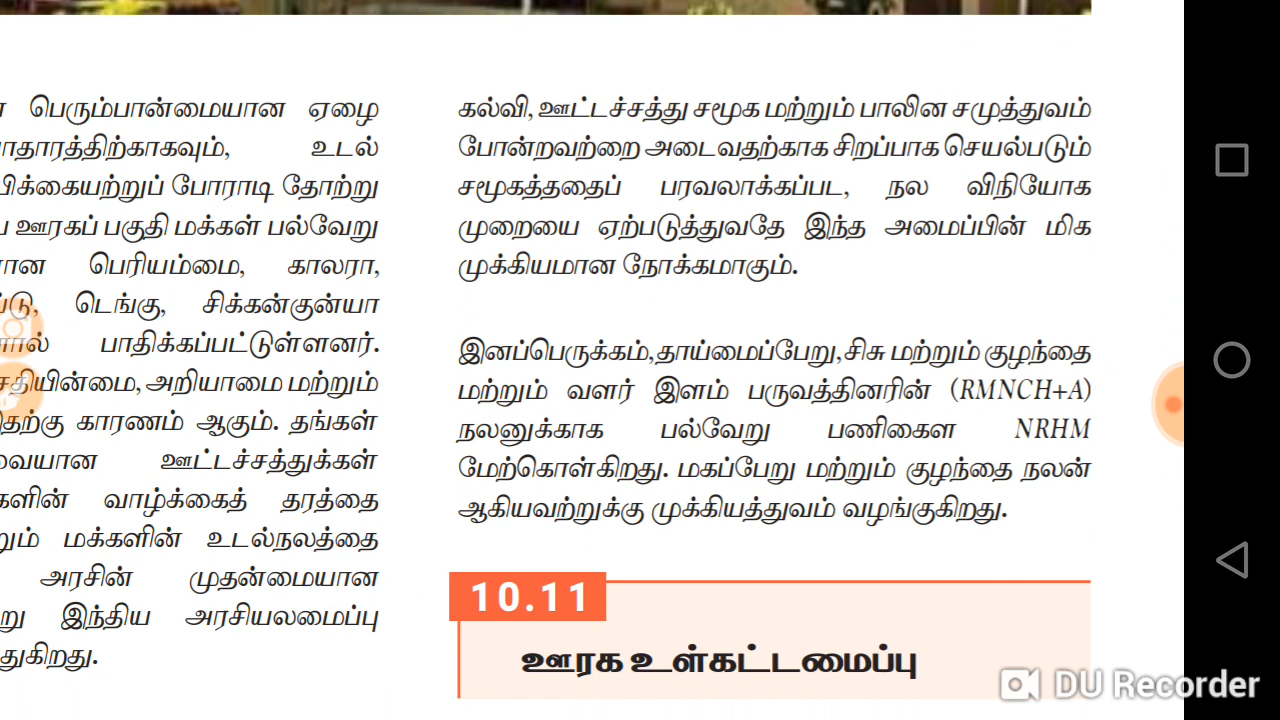 பெரும்பான்மையான ஏழை
உடல்
போராடி தோற்று
ஊரகப் பகுதி மக்கள் பல்வேறு
பெரியம்மை, காலரா,
டெங்கு, சிக்கன்குன்யா
பாதிக்கப்பட்டுள்ளனர்.
அறியாமை மற்றும்
காரணம் ஆகும். தங்கள்
ஊட்டச்சத்துக்கள்
வாழ்க்கைத் தரத்தை
மக்களின் உடல்நலத்தை
அரசின் முதன்மையான
இந்திய அரசியலமைப்பு
கல்வி, ஊட்டச்சத்து சமூக மற்றும் பாலின சமுத்துவம்
போன்றவற்றை அடைவதற்காக சிறப்பாக செயல்படும்
சமூகத்ததைப் பரவலாக்கப்பட, நல விநியோக
முறையை ஏற்படுத்துவதே இந்த அமைப்பின் மிக
முக்கியமான நோக்கமாகும்.
இனப்பெருக்கம், தாய்மைப்பேறு, சிசு மற்றும் குழந்தை
மற்றும் வளர் இளம் பருவத்தினரின் (RMNCH+A)
நலனுக்காக பல்வேறு பணிகைள NRHM
மேற்கொள்கிறது. மகப்பேறு மற்றும் குழந்தை நலன்
ஆகியவற்றுக்கு முக்கியத்துவம் வழங்குகிறது.
10.11
ஊரக உள்கட்டமைப்பு
DU Recorder